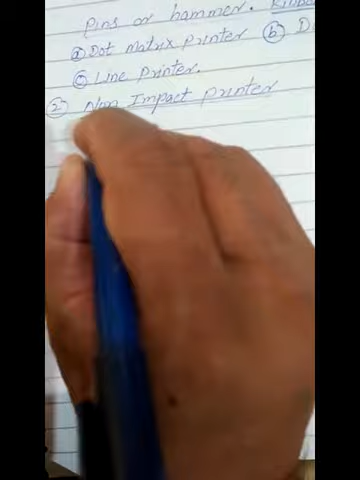 pins or hammer.
ⓐ Dot matrix printer ⓑ D
ⓒ Line printer.
② Non Impact printer